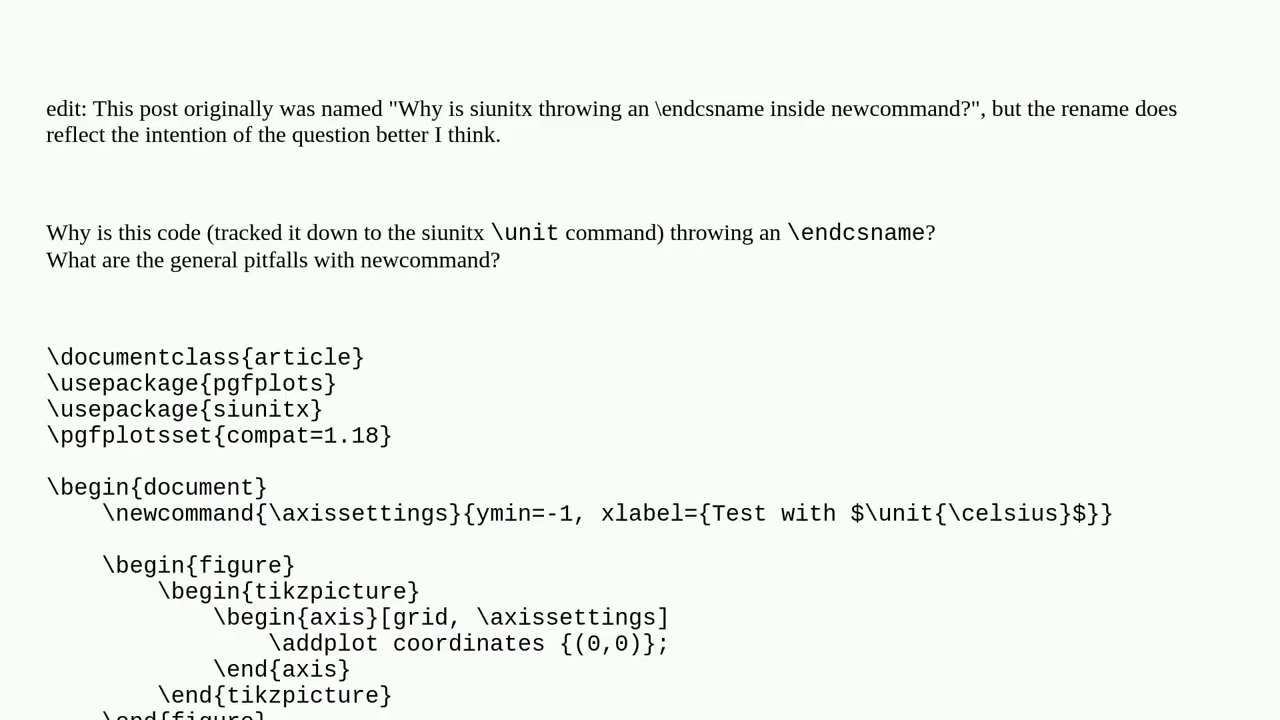 edit: This post originally was named "Why is siunitx throwing an \endcsname inside newcommand?", but the rename does
reflect the intention of the question better I think.
Why is this code (tracked it down to the siunitx \unit command) throwing an \endcsname?
What are the general pitfalls with newcommand?
\documentclass{article}
\usepackage{pgfplots}
\usepackage{siunitx}
\pgfplotsset{compat=1.18}
\begin{document}
    \newcommand{\axissettings}{ymin=-1, xlabel={Test with $\unit{\celsius}$}}
    \begin{figure}
        \begin{tikzpicture}
            \begin{axis}[grid, \axissettings]
                \addplot coordinates {(0,0)};
            \end{axis}
        \end{tikzpicture}
    \end{figure}